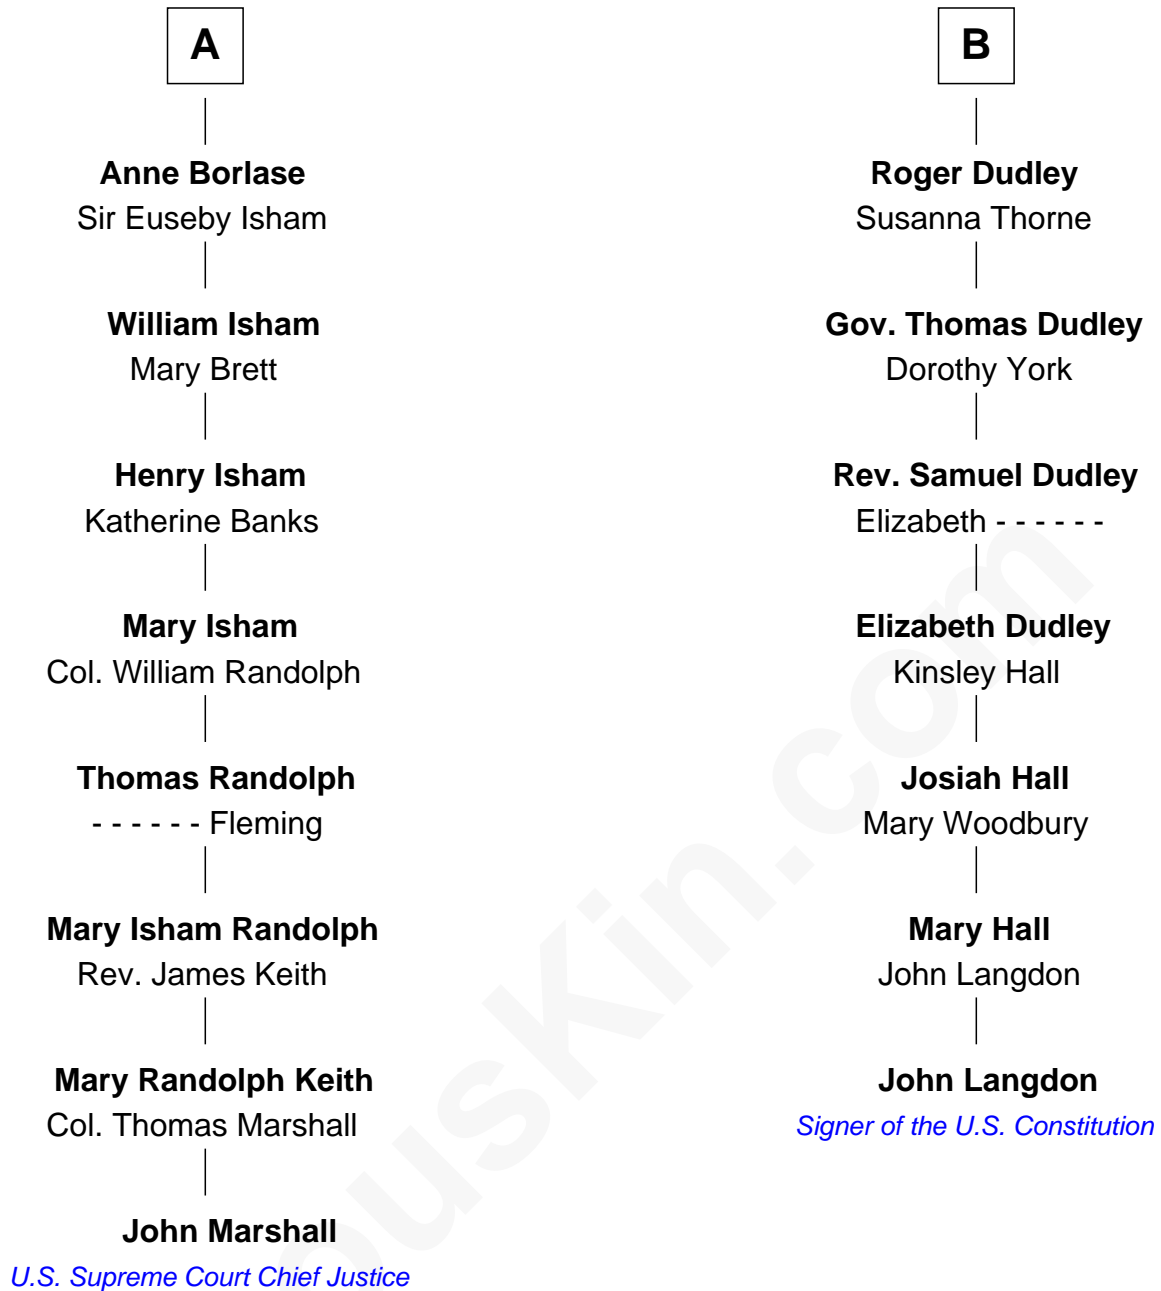 A
Anne Borlase
Sir Euseby Isham
William Isham
Mary Brett
Henry Isham
Katherine Banks
Mary Isham
Col. William Randolph
Thomas Randolph
- - - - - - Fleming
Mary Isham Randolph
Rev. James Keith
Mary Randolph Keith
Col. Thomas Marshall
John Marshall
U.S. Supreme Court Chief Justice
B
Roger Dudley
Susanna Thorne
Gov. Thomas Dudley
Dorothy York
Rev. Samuel Dudley
Elizabeth - - - - - -
Elizabeth Dudley
Kinsley Hall
Josiah Hall
Mary Woodbury
Mary Hall
John Langdon
John Langdon
Signer of the U.S. Constitution
ousKin.com